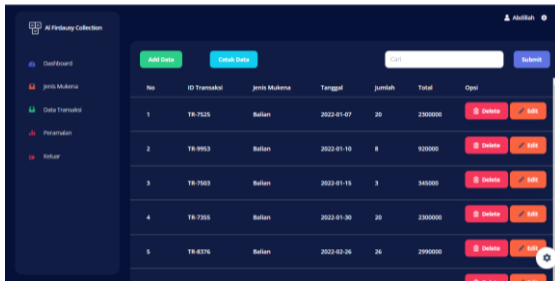 Al Firdausy Collection
Abdillah
Dashboard
Jenis Mukena
Data Transaksi
Peramalan
Keluar
Add Data Cetak Data Cari Submit
No ID Transaksi Jenis Mukena Tanggal Jumlah Total Opsi
1 TR-7525 Balian 2022-01-07 20 2300000 Delete Edit
2 TR-9953 Balian 2022-01-10 8 920000 Delete Edit
3 TR-7503 Balian 2022-01-15 3 345000 Delete Edit
4 TR-7355 Balian 2022-01-30 20 2300000 Delete Edit
5 TR-8376 Balian 2022-02-26 26 2990000 Delete Edit